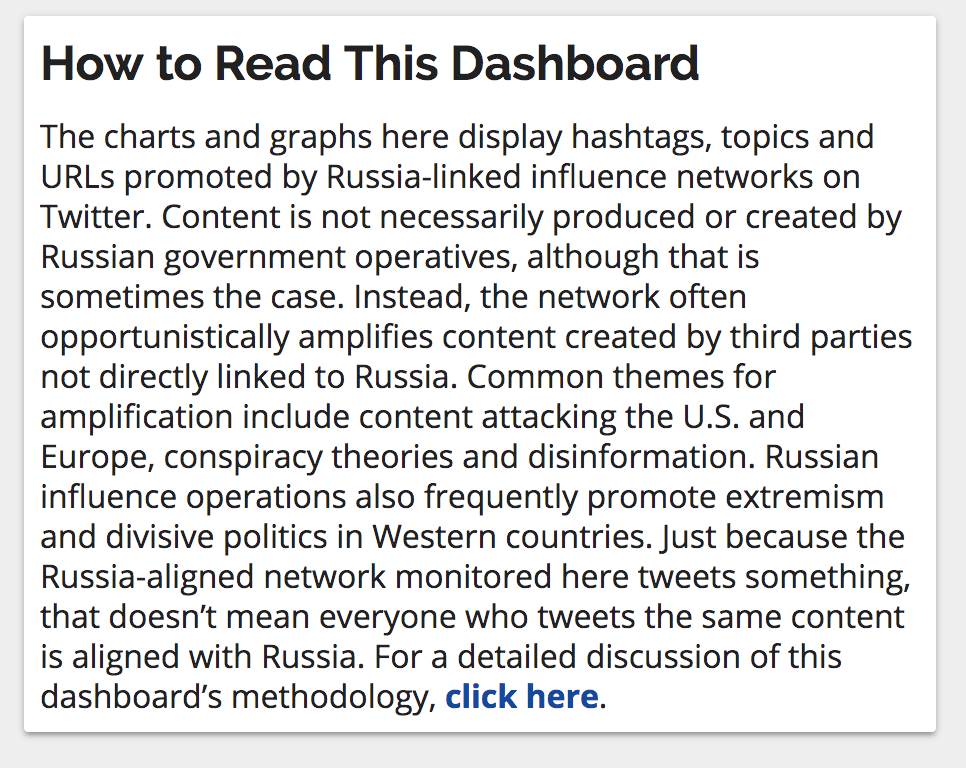 How to Read This Dashboard
The charts and graphs here display hashtags, topics and
URLs promoted by Russia-linked influence networks on
Twitter. Content is not necessarily produced or created by
Russian government operatives, although that is
sometimes the case. Instead, the network often
opportunistically amplifies content created by third parties
not directly linked to Russia. Common themes for
amplification include content attacking the U.S. and
Europe, conspiracy theories and disinformation. Russian
influence operations also frequently promote extremism
and divisive politics in Western countries. Just because the
Russia-aligned network monitored here tweets something,
that doesn’t mean everyone who tweets the same content
is aligned with Russia. For a detailed discussion of this
dashboard’s methodology, click here.